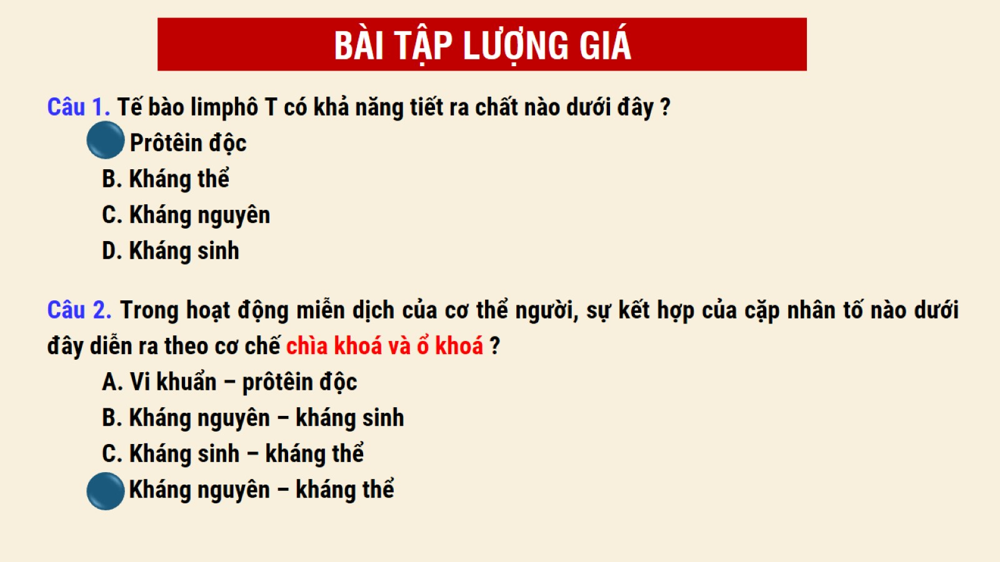 BÀI TẬP LƯỢNG GIÁ
Câu 1. Tế bào limphô T có khả năng tiết ra chất nào dưới đây ?
Prôtêin độc
B. Kháng thể
C. Kháng nguyên
D. Kháng sinh
Câu 2. Trong hoạt động miễn dịch của cơ thể người, sự kết hợp của cặp nhân tố nào dưới
đây diễn ra theo cơ chế chìa khoá và ổ khoá ?
A. Vi khuẩn – prôtêin độc
B. Kháng nguyên – kháng sinh
C. Kháng sinh – kháng thể
Kháng nguyên – kháng thể